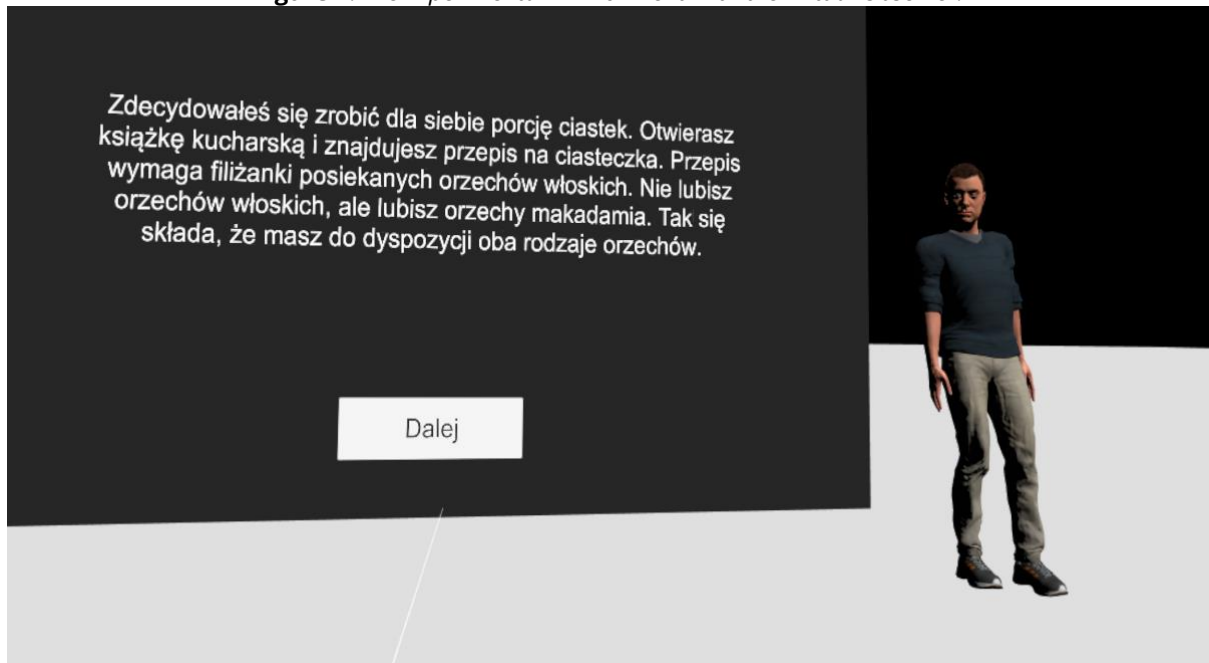 Zdecydowałeś się zrobić dla siebie porcję ciastek. Otwierasz
książkę kucharską i znajdujesz przepis na ciasteczka. Przepis
wymaga filiżanki posiekanych orzechów włoskich. Nie lubisz
orzechów włoskich, ale lubisz orzechy makadamia. Tak się
składa, że masz do dyspozycji oba rodzaje orzechów.
Dalej